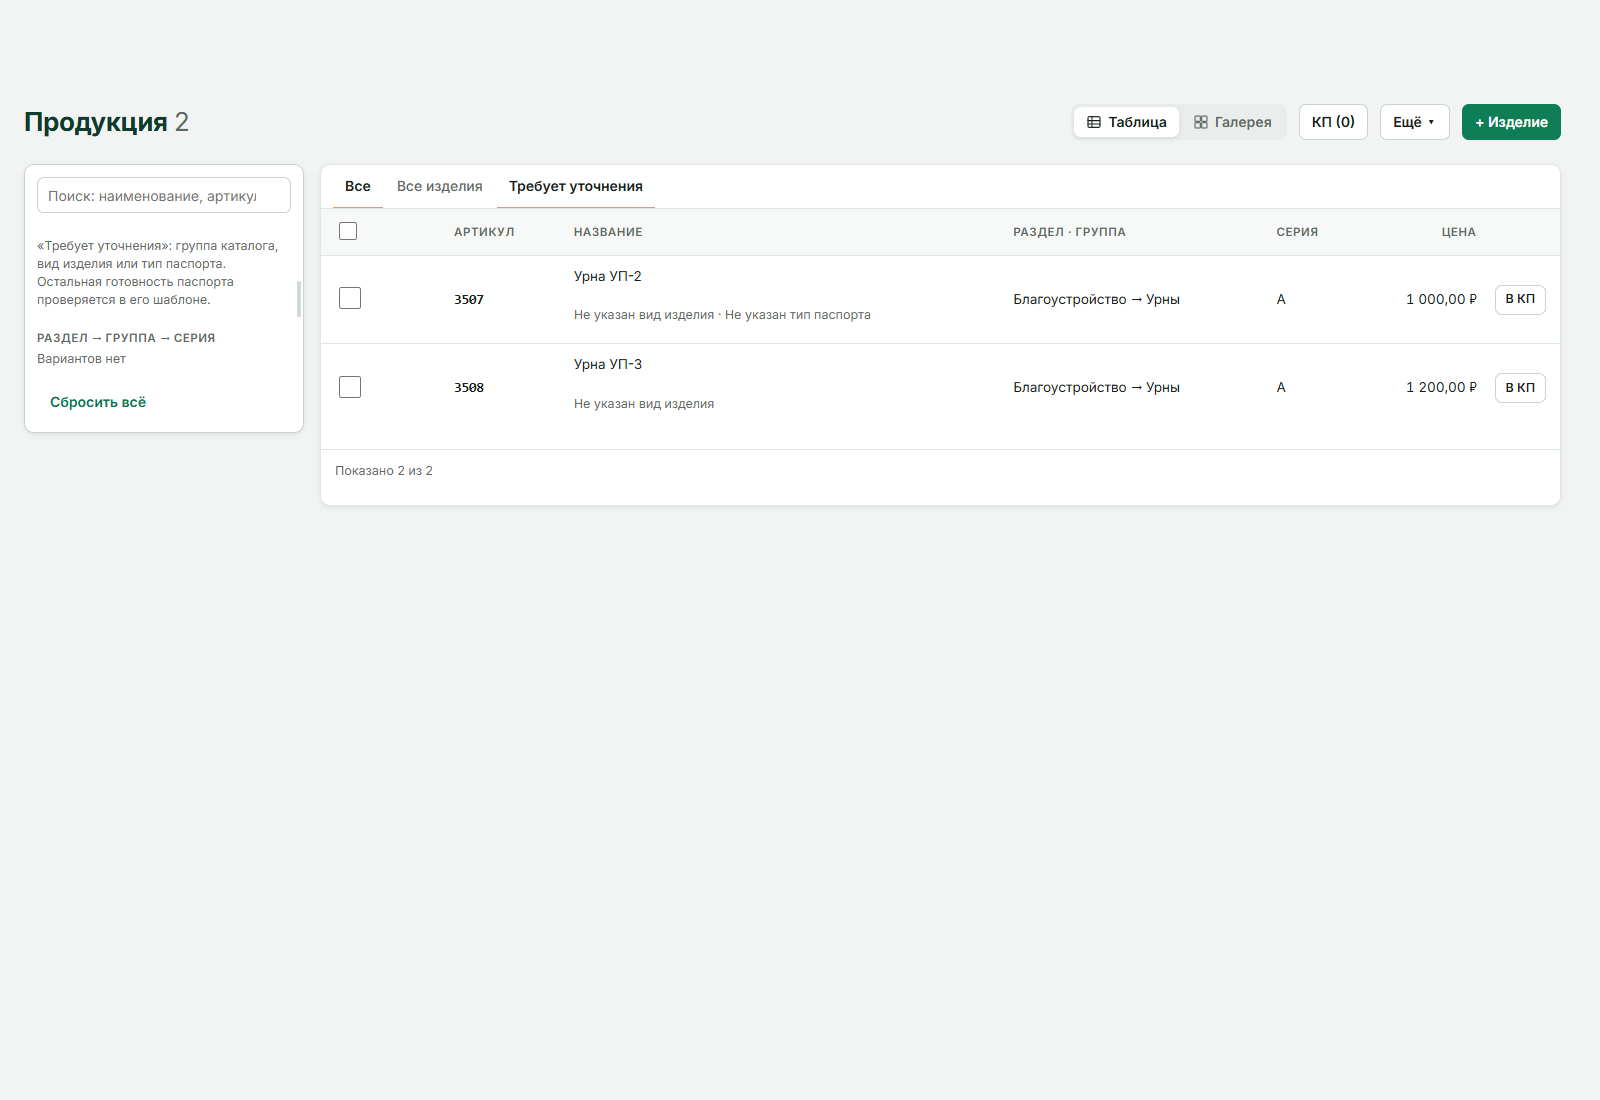 Продукция 2
Таблица
Галерея
КП (0)
Ещё ▾
+ Изделие
Поиск: наименование, артикул
«Требует уточнения»: группа каталога,
вид изделия или тип паспорта.
Остальная готовность паспорта
проверяется в его шаблоне.
РАЗДЕЛ → ГРУППА → СЕРИЯ
Вариантов нет
Сбросить всё
Все
Все изделия
Требует уточнения
АРТИКУЛ
НАЗВАНИЕ
РАЗДЕЛ · ГРУППА
СЕРИЯ
ЦЕНА
3507
Урна УП-2
Не указан вид изделия · Не указан тип паспорта
Благоустройство → Урны
А
1 000,00 ₽
В КП
3508
Урна УП-3
Не указан вид изделия
Благоустройство → Урны
А
1 200,00 ₽
В КП
Показано 2 из 2